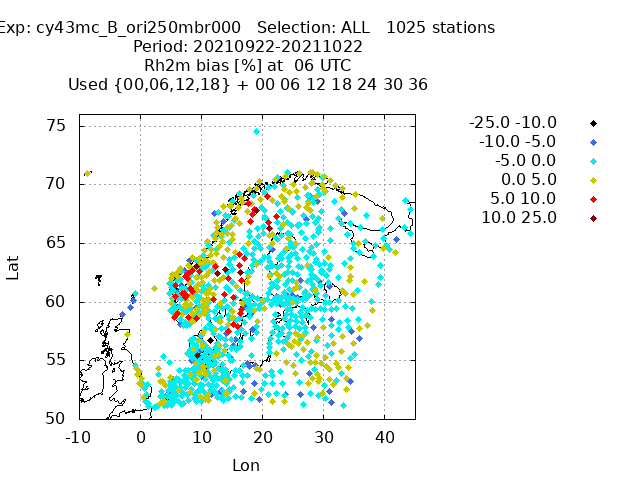 Exp: cy43mc_B_ori250mbr000   Selection: ALL   1025 stations
Period: 20210922-20211022
Rh2m bias [%] at  06 UTC
Used {00,06,12,18} + 00 06 12 18 24 30 36
-25.0 -10.0
-10.0 -5.0
-5.0 0.0
0.0 5.0
5.0 10.0
10.0 25.0
75
70
65
60
55
50
Lat
-10 0 10 20 30 40
Lon